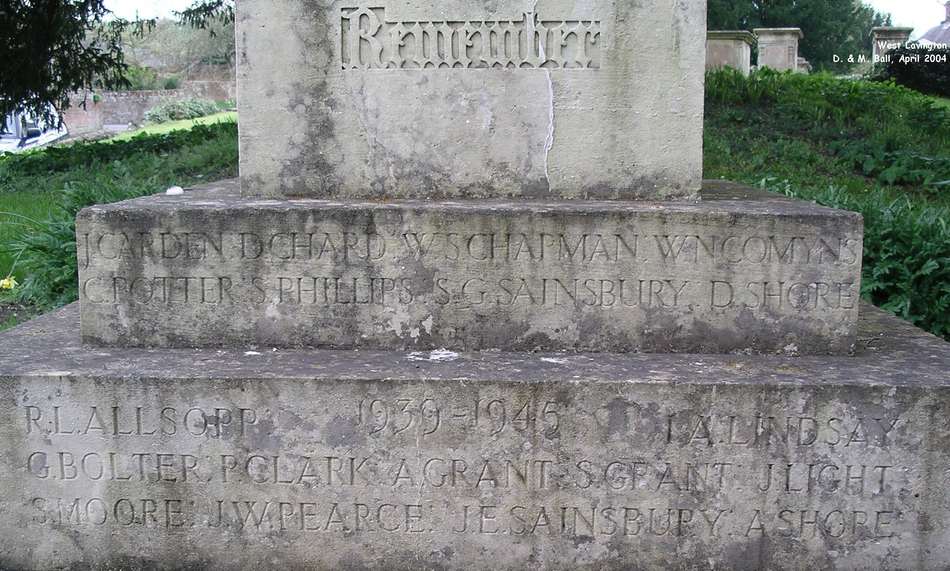 West Lavington
D. & M. Ball, April 2004
Remember
J.CARDEN. D.CHARD. W.S.CHAPMAN. W.N.COMYNS
C.POTTER. S.PHILLIPS. S.G.SAINSBURY. D.SHORE
R.L.ALLSOPP 1939-1945 I.A.LINDSAY
G.BOLTER. P.CLARK. A.GRANT. S.GRANT. J.LIGHT
S.MOORE. J.W.PEARCE. J.E.SAINSBURY. A.SHORE